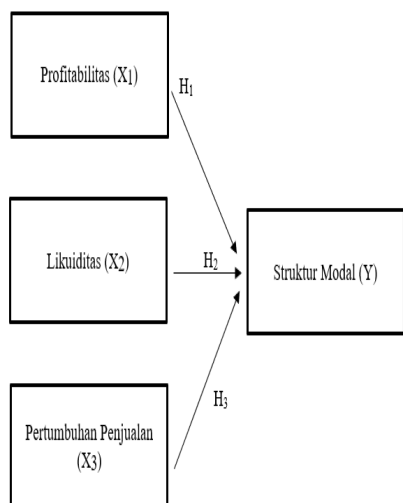 Profitabilitas (X1)
H1
Likuiditas (X2)
H2
Struktur Modal (Y)
H3
Pertumbuhan Penjualan
(X3)